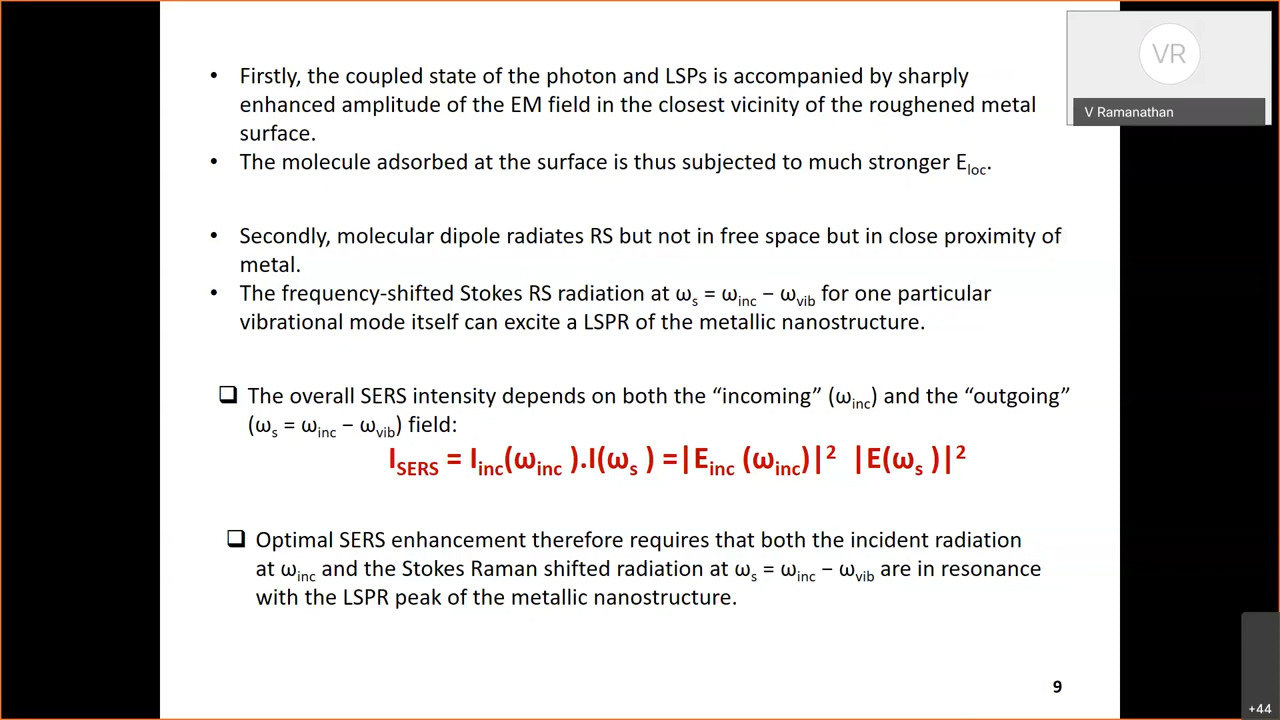 • Firstly, the coupled state of the photon and LSPs is accompanied by sharply
enhanced amplitude of the EM field in the closest vicinity of the roughened metal
surface.
• The molecule adsorbed at the surface is thus subjected to much stronger Eloc.
• Secondly, molecular dipole radiates RS but not in free space but in close proximity of
metal.
• The frequency-shifted Stokes RS radiation at ωs = ωinc − ωvib for one particular
vibrational mode itself can excite a LSPR of the metallic nanostructure.
❑ The overall SERS intensity depends on both the “incoming” (ωinc) and the “outgoing”
(ωs = ωinc − ωvib) field:
ISERS = Iinc(ωinc ).I(ωs ) =|Einc (ωinc)|² |E(ωs )|²
❑ Optimal SERS enhancement therefore requires that both the incident radiation
at ωinc and the Stokes Raman shifted radiation at ωs = ωinc − ωvib are in resonance
with the LSPR peak of the metallic nanostructure.
9
VR
V Ramanathan
+44